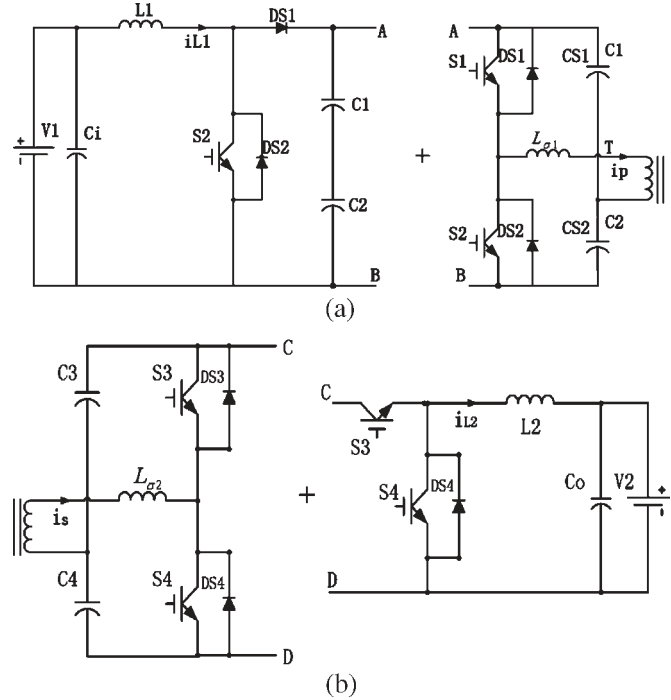 L1
iL1
DS1
A
V1
Ci
S2
DS2
C1
C2
B
+
-
+
A
S1
DS1
CS1
C1
Lσ1
T
ip
S2
DS2
CS2
C2
B
(a)
C3
S3
DS3
C
Lσ2
is
C4
S4
DS4
D
+
C
S3
iL2
L2
S4
DS4
Co
V2
+
-
D
(b)